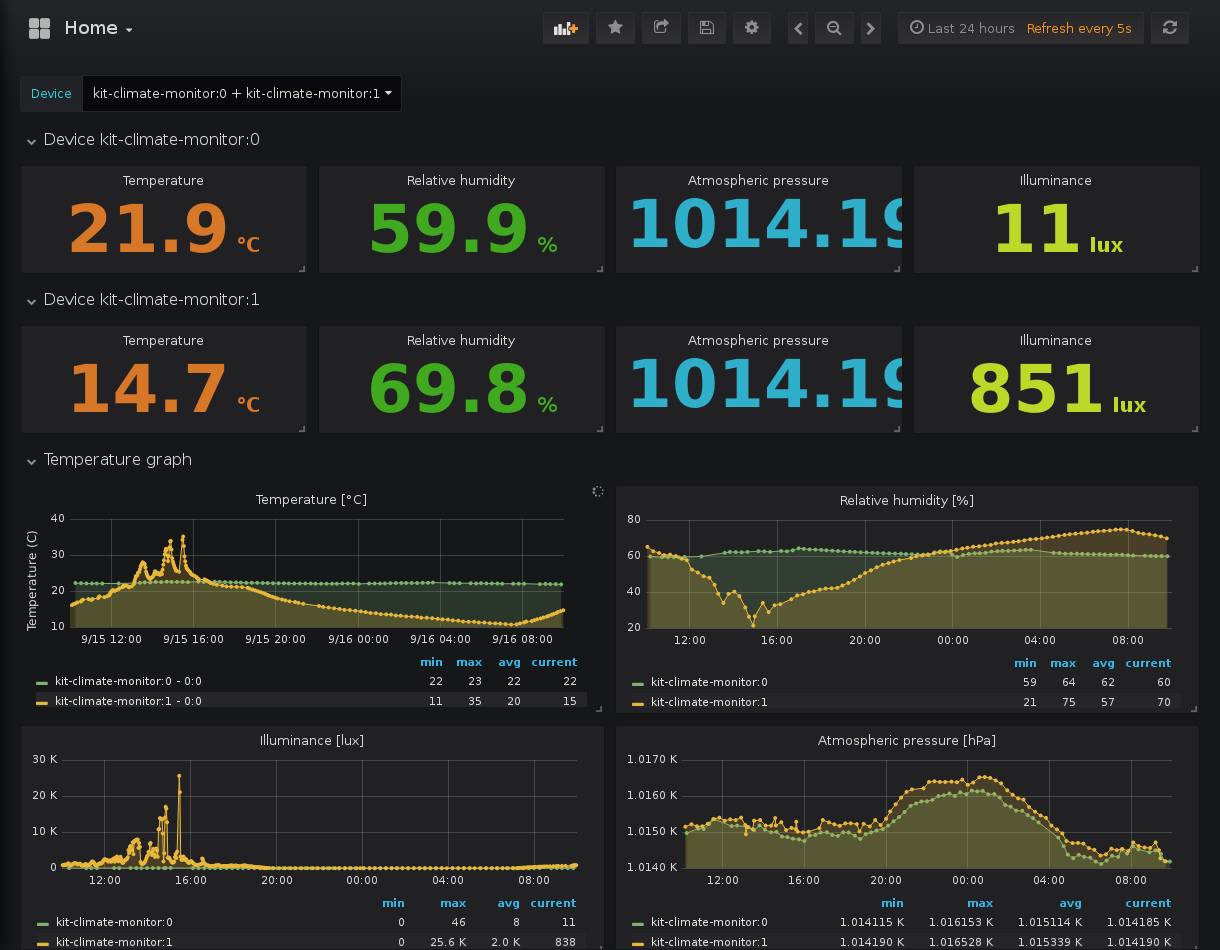 Home
Last 24 hours Refresh every 5s
Device kit-climate-monitor:0 + kit-climate-monitor:1
Device kit-climate-monitor:0
Temperature Relative humidity Atmospheric pressure Illuminance
21.9 °C 59.9 % 1014.19 11 lux
Device kit-climate-monitor:1
Temperature Relative humidity Atmospheric pressure Illuminance
14.7 °C 69.8 % 1014.19 851 lux
Temperature graph
Temperature [°C]
Temperature (C)
40
30
20
10
9/15 12:00 9/15 16:00 9/15 20:00 9/16 00:00 9/16 04:00 9/16 08:00
min max avg current
kit-climate-monitor:0 - 0:0 22 23 22 22
kit-climate-monitor:1 - 0:0 11 35 20 15
Relative humidity [%]
80
60
40
20
12:00 16:00 20:00 00:00 04:00 08:00
min max avg current
kit-climate-monitor:0 59 64 62 60
kit-climate-monitor:1 21 75 57 70
Illuminance [lux]
30 K
20 K
10 K
0
12:00 16:00 20:00 00:00 04:00 08:00
min max avg current
kit-climate-monitor:0 0 46 8 11
kit-climate-monitor:1 0 25.6 K 2.0 K 838
Atmospheric pressure [hPa]
1.0170 K
1.0160 K
1.0150 K
1.0140 K
12:00 16:00 20:00 00:00 04:00 08:00
min max avg current
kit-climate-monitor:0 1.014115 K 1.016153 K 1.015114 K 1.014185 K
kit-climate-monitor:1 1.014190 K 1.016528 K 1.015339 K 1.014190 K